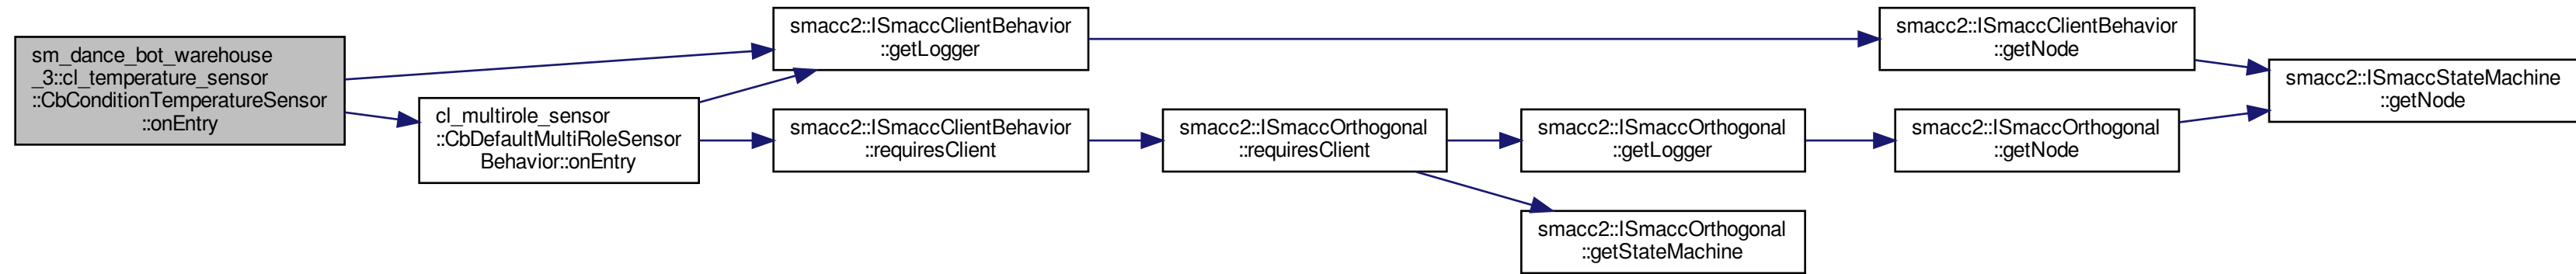 sm_dance_bot_warehouse
_3::cl_temperature_sensor
::CbConditionTemperatureSensor
::onEntry
smacc2::ISmaccClientBehavior
::getLogger
cl_multirole_sensor
::CbDefaultMultiRoleSensor
Behavior::onEntry
smacc2::ISmaccClientBehavior
::requiresClient
smacc2::ISmaccOrthogonal
::requiresClient
smacc2::ISmaccOrthogonal
::getLogger
smacc2::ISmaccOrthogonal
::getStateMachine
smacc2::ISmaccClientBehavior
::getNode
smacc2::ISmaccOrthogonal
::getNode
smacc2::ISmaccStateMachine
::getNode